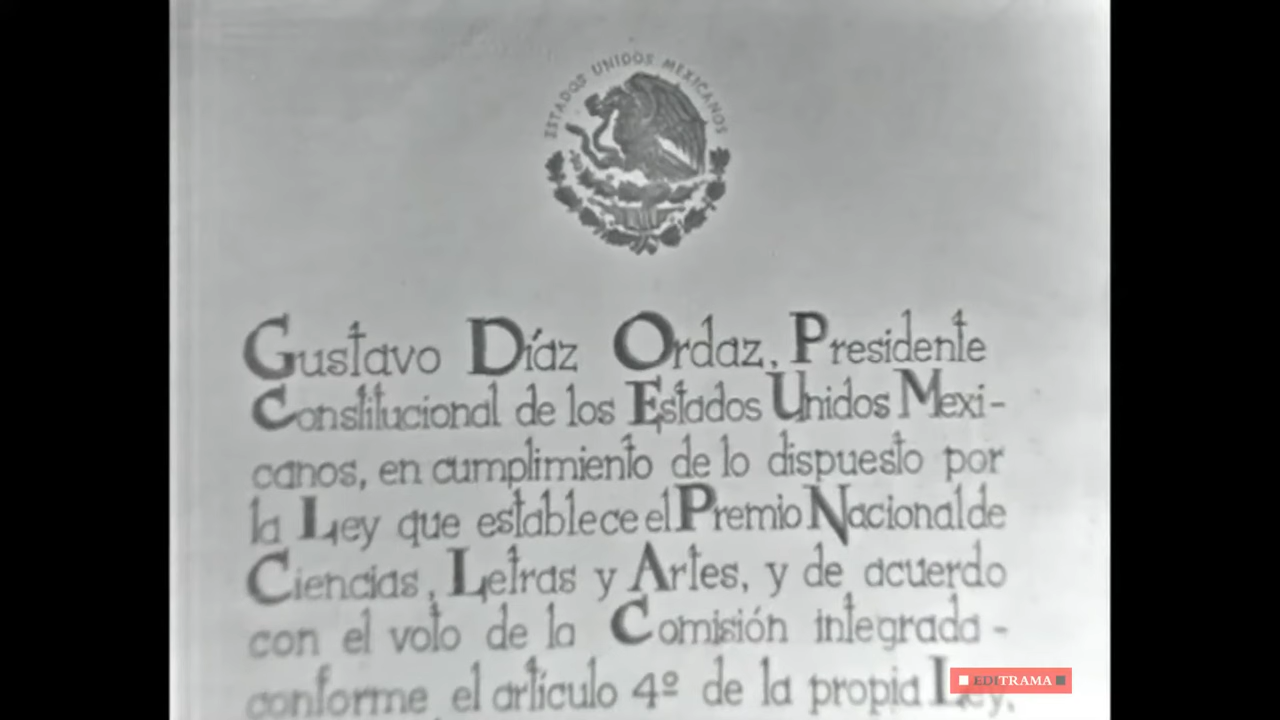 ESTADOS UNIDOS MEXICANOS
Gustavo Díaz Ordaz, Presidente
Constitucional de los Estados Unidos Mexi-
canos, en cumplimiento de lo dispuesto por
la Ley que establece el Premio Nacional de
Ciencias, Letras y Artes, y de acuerdo
con el voto de la Comisión integrada-
conforme el artículo 4º de la propia Ley,
EDITRAMA